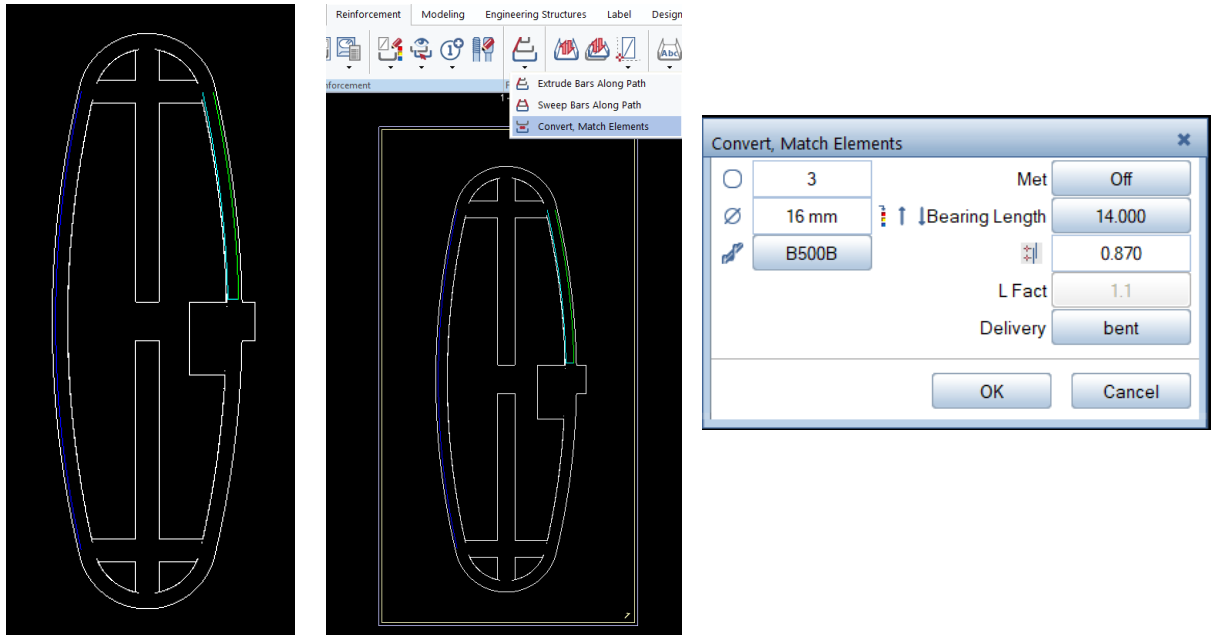 Reinforcement Modeling Engineering Structures Label Design
nforcement
Extrude Bars Along Path
Sweep Bars Along Path
Convert, Match Elements
Convert, Match Elements
3 Met Off
16 mm Bearing Length 14.000
B500B 0.870
L Fact 1.1
Delivery bent
OK Cancel